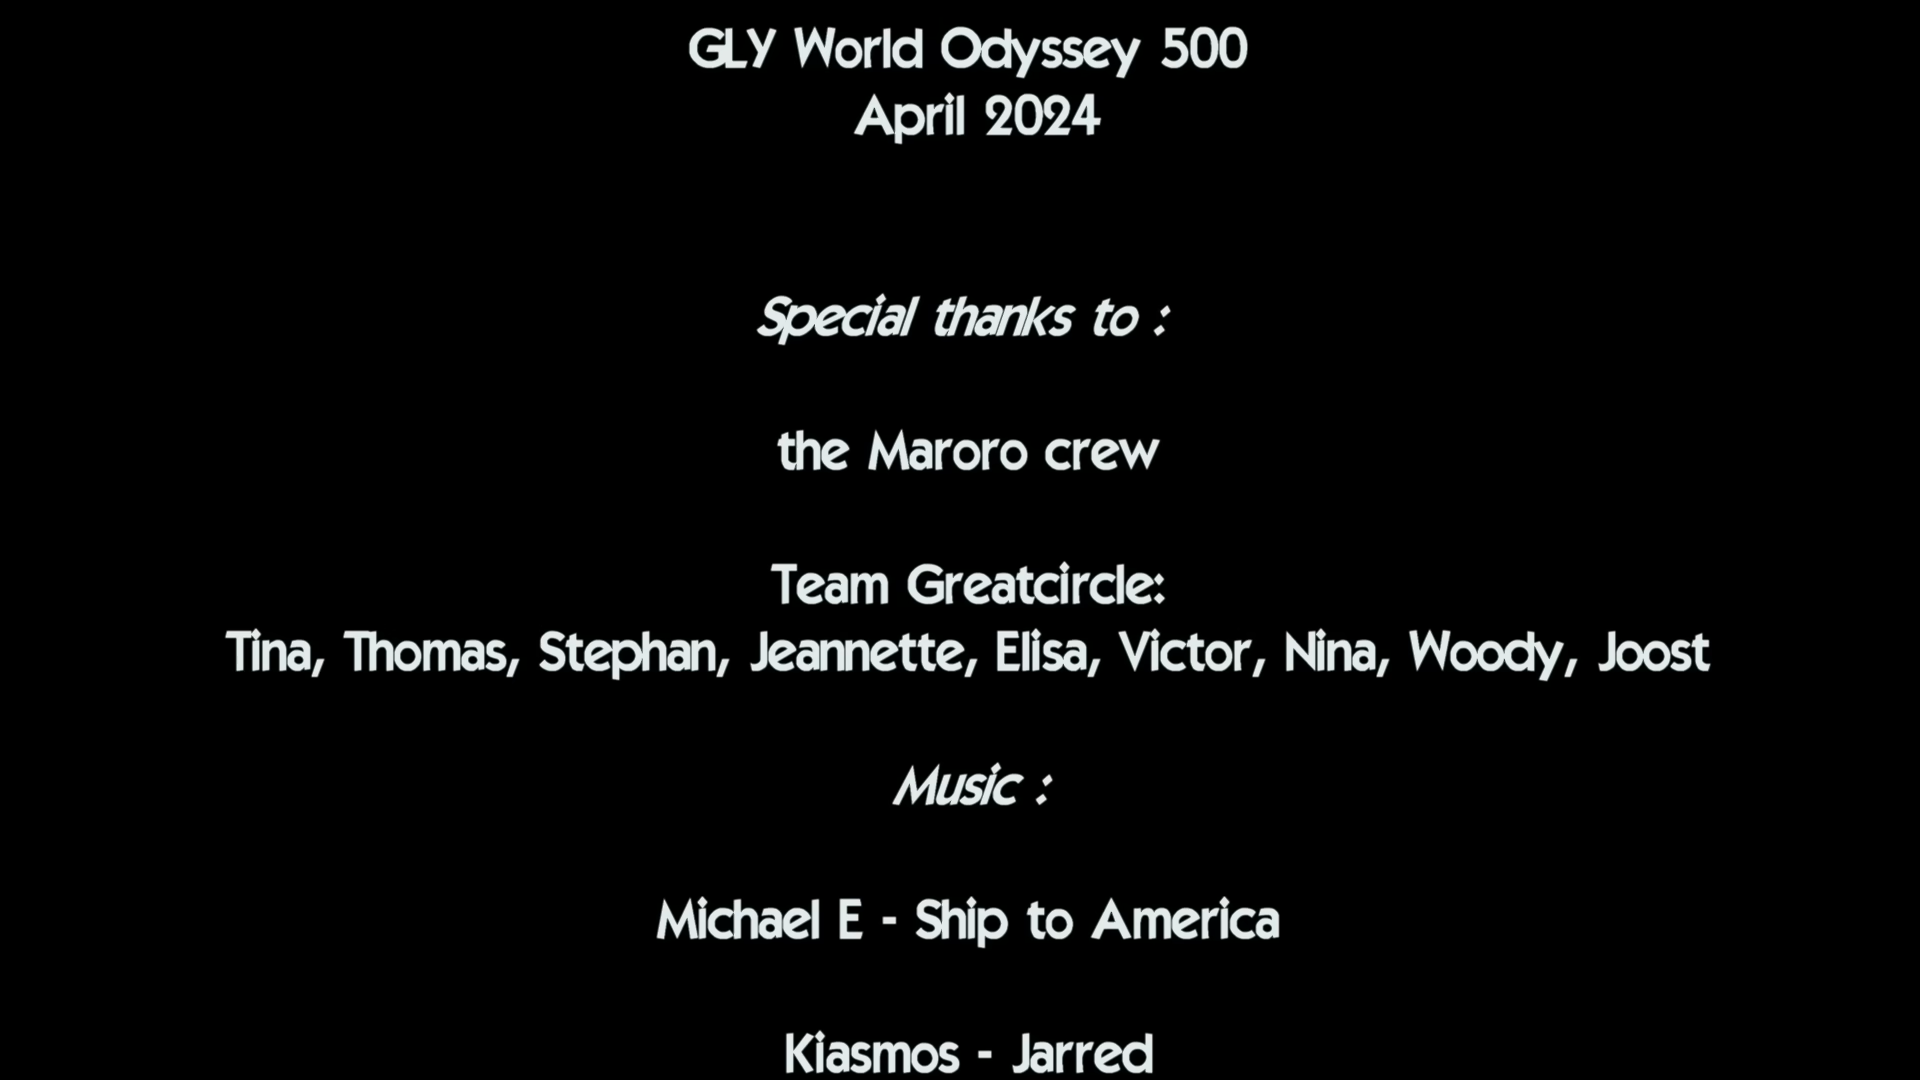 GLY World Odyssey 500
April 2024
Special thanks to :
the Maroro crew
Team Greatcircle:
Tina, Thomas, Stephan, Jeannette, Elisa, Victor, Nina, Woody, Joost
Music :
Michael E - Ship to America
Kiasmos - Jarred